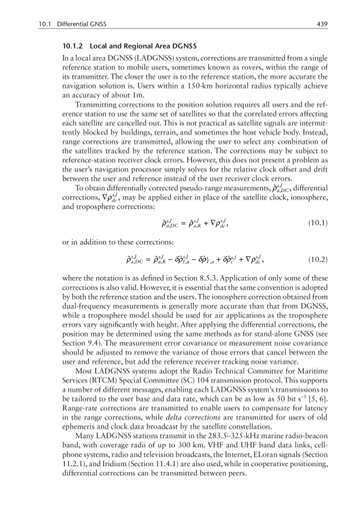 10.1 Differential GNSS 439
10.1.2 Local and Regional Area DGNSS
In a local area DGNSS (LADGNSS) system, corrections are transmitted from a single
reference station to mobile users, sometimes known as rovers, within the range of
its transmitter. The closer the user is to the reference station, the more accurate the
navigation solution is. Users within a 150-km horizontal radius typically achieve
an accuracy of about 1m.
Transmitting corrections to the position solution requires all users and the ref-
erence station to use the same set of satellites so that the correlated errors affecting
each satellite are cancelled out. This is not practical as satellite signals are intermit-
tently blocked by buildings, terrain, and sometimes the host vehicle body. Instead,
range corrections are transmitted, allowing the user to select any combination of
the satellites tracked by the reference station. The corrections may be subject to
reference-station receiver clock errors. However, this does not present a problem as
the user's navigation processor simply solves for the relative clock offset and drift
between the user and reference instead of the user receiver clock errors.
To obtain differentially corrected pseudo-range measurements, ρ̃ᵃ,ˡ_{a,DC}, differential
corrections, ∇ρ^{s,l}_{dc}, may be applied either in place of the satellite clock, ionosphere,
and troposphere corrections:
(10.1)
or in addition to these corrections:
(10.2)
where the notation is as defined in Section 8.5.3. Application of only some of these
corrections is also valid. However, it is essential that the same convention is adopted
by both the reference station and the users. The ionosphere correction obtained from
dual-frequency measurements is generally more accurate than that from DGNSS,
while a troposphere model should be used for air applications as the troposphere
errors vary significantly with height. After applying the differential corrections, the
position may be determined using the same methods as for stand-alone GNSS (see
Section 9.4). The measurement error covariance or measurement noise covariance
should be adjusted to remove the variance of those errors that cancel between the
user and reference, but add the reference receiver tracking noise variance.
Most LADGNSS systems adopt the Radio Technical Committee for Maritime
Services (RTCM) Special Committee (SC) 104 transmission protocol. This supports
a number of different messages, enabling each LADGNSS system's transmissions to
be tailored to the user base and data rate, which can be as low as 50 bit s⁻¹ [5, 6].
Range-rate corrections are transmitted to enable users to compensate for latency
in the range corrections, while delta corrections are transmitted for users of old
ephemeris and clock data broadcast by the satellite constellation.
Many LADGNSS stations transmit in the 283.5–325-kHz marine radio-beacon
band, with coverage radii of up to 300 km. VHF and UHF band data links, cell-
phone systems, radio and television broadcasts, the Internet, ELoran signals (Section
11.2.1), and Iridium (Section 11.4.1) are also used, while in cooperative positioning,
differential corrections can be transmitted between peers.